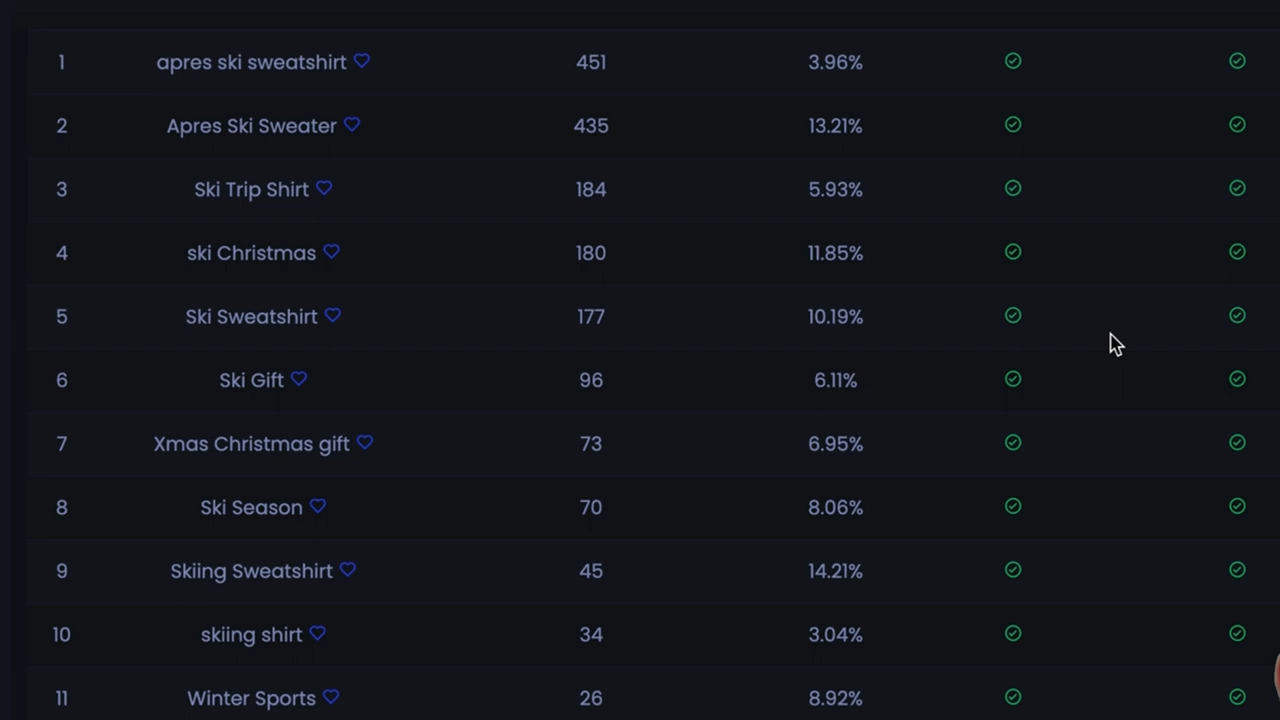 1 apres ski sweatshirt 451 3.96%
2 Apres Ski Sweater 435 13.21%
3 Ski Trip Shirt 184 5.93%
4 ski Christmas 180 11.85%
5 Ski Sweatshirt 177 10.19%
6 Ski Gift 96 6.11%
7 Xmas Christmas gift 73 6.95%
8 Ski Season 70 8.06%
9 Skiing Sweatshirt 45 14.21%
10 skiing shirt 34 3.04%
11 Winter Sports 26 8.92%